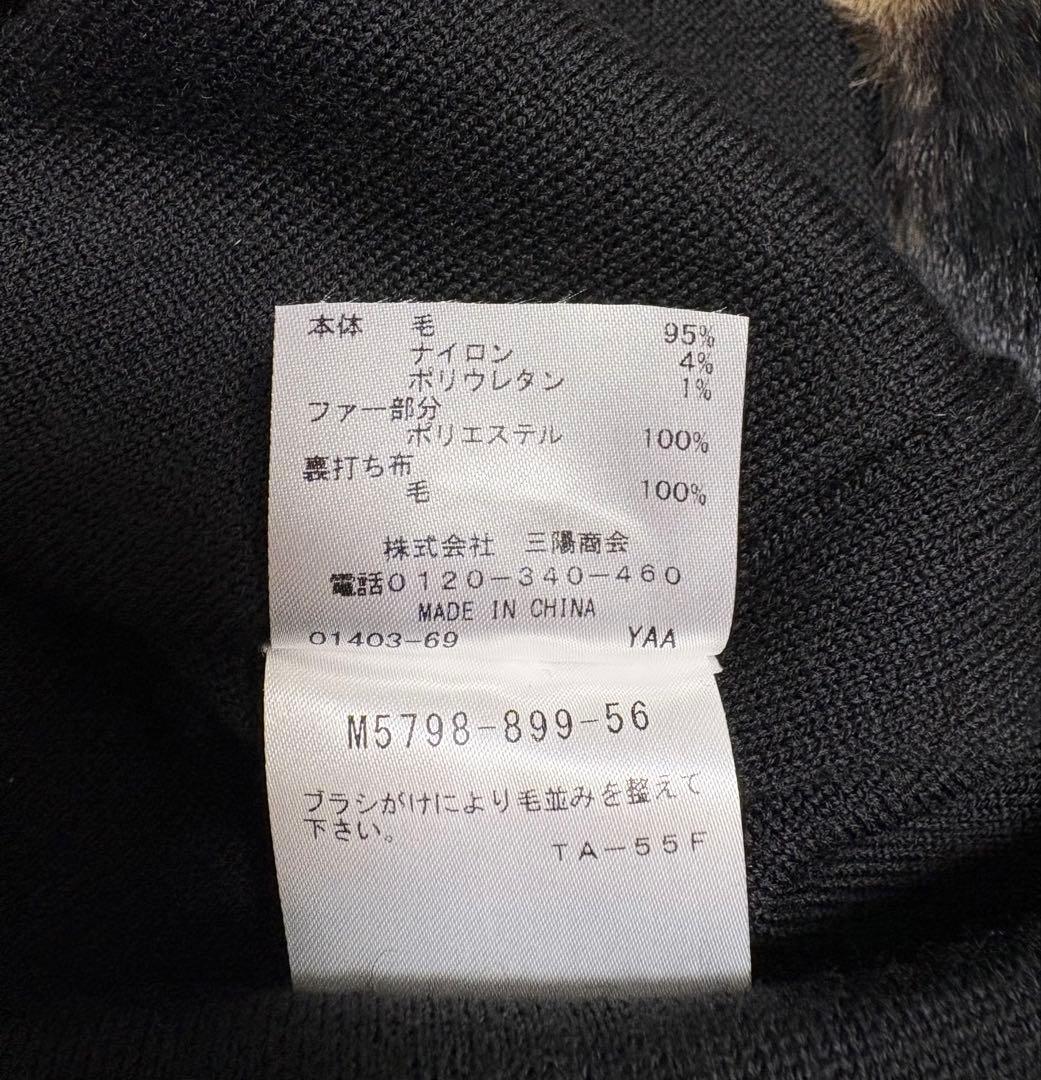 本体 毛 95%
ナイロン 4%
ポリウレタン 1%
ファー部分
ポリエステル 100%
裏打ち布
毛 100%
株式会社 三陽商会
電話0120-340-460
MADE IN CHINA
01403-69 YAA
M5798-899-56
ブラシがけにより毛並みを整えて
下さい。
TA-55F